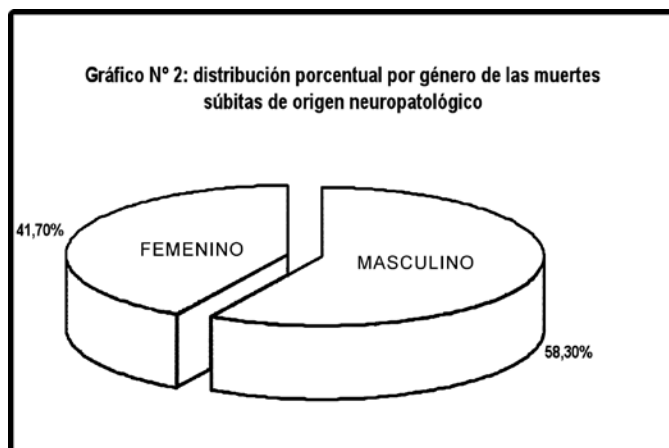 Gráfico N° 2: distribución porcentual por género de las muertes
súbitas de origen neuropatológico
41,70%
FEMENINO
MASCULINO
58,30%